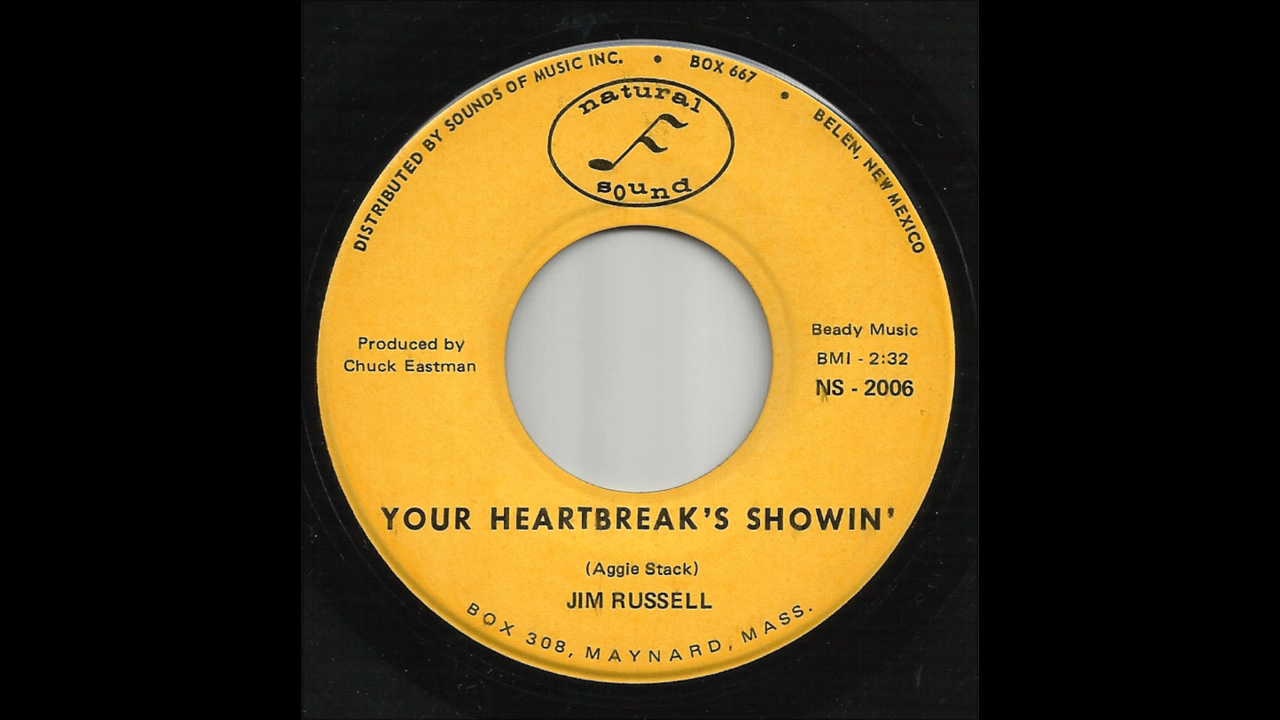 DISTRIBUTED BY SOUNDS OF MUSIC INC. • BOX 667 • BELEN, NEW MEXICO
natural
sound
Produced by
Chuck Eastman
Beady Music
BMI - 2:32
NS - 2006
YOUR HEARTBREAK'S SHOWIN'
(Aggie Stack)
JIM RUSSELL
BOX 308, MAYNARD, MASS.